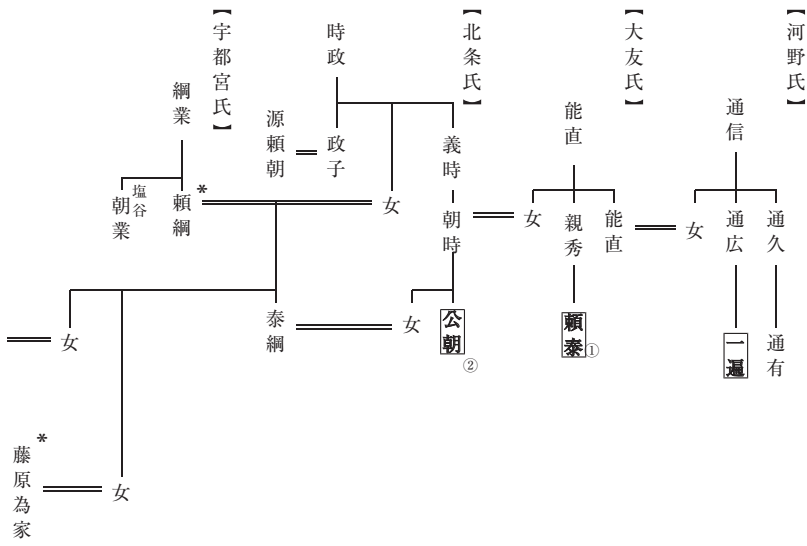 【河野氏】
通信
通久
通広
女
通有
一遍
【大友氏】
能直
能直
親秀
女
頼泰①
【北条氏】
時政
義時
女
政子
源頼朝
朝時
公朝②
女
【宇都宮氏】
綱業
頼綱*
塩谷
朝業
泰綱
女
女
藤原為家*